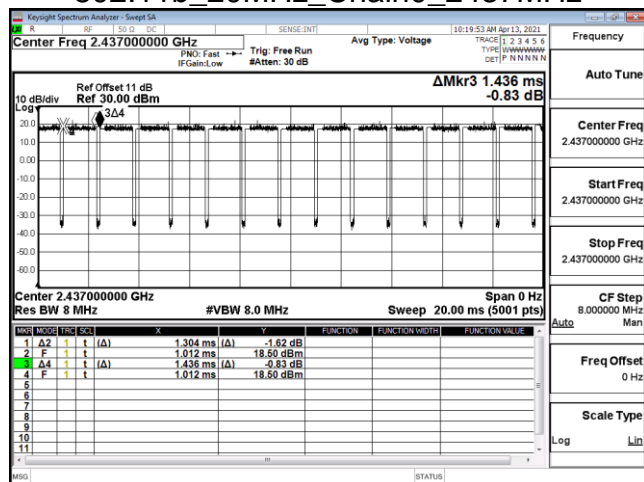 802.11b_20MHz_Chain0_2437MHz
Keysight Spectrum Analyzer - Swept SA
R RF 50 Ω DC SENSE:INT 10:19:53 AM Apr 13, 2021
Center Freq 2.437000000 GHz Avg Type: Voltage TRACE 1 2 3 4 5 6
PNO: Fast Trig: Free Run TYPE WWWWWW
IFGain:Low #Atten: 30 dB DET P N N N N N
Ref Offset 11 dB ΔMkr3 1.436 ms
10 dB/div Ref 30.00 dBm -0.83 dB
Log
3Δ4
20.0
10.0
0.00
-10.0
-20.0
-30.0
-40.0
-50.0
-60.0
Center 2.437000000 GHz Span 0 Hz
Res BW 8 MHz #VBW 8.0 MHz Sweep 20.00 ms (5001 pts)
MKR MODE TRC SCL X Y FUNCTION FUNCTION WIDTH FUNCTION VALUE
1 Δ2 1 t (Δ) 1.304 ms (Δ) -1.62 dB
2 F 1 t 1.012 ms 18.50 dBm
3 Δ4 1 t (Δ) 1.436 ms (Δ) -0.83 dB
4 F 1 t 1.012 ms 18.50 dBm
5
6
7
8
9
10
11
MSG STATUS
Frequency
Auto Tune
Center Freq
2.437000000 GHz
Start Freq
2.437000000 GHz
Stop Freq
2.437000000 GHz
CF Step
8.000000 MHz
Auto Man
Freq Offset
0 Hz
Scale Type
Log Lin